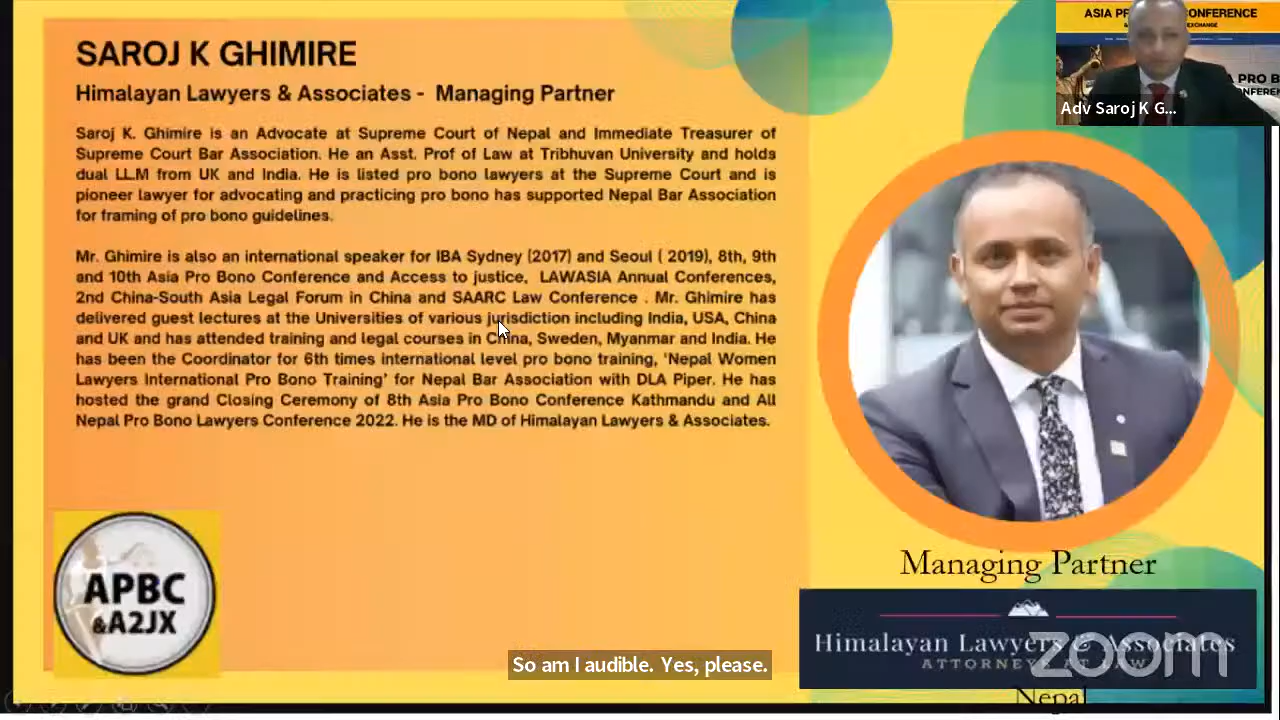 SAROJ K GHIMIRE
Himalayan Lawyers & Associates - Managing Partner
Saroj K. Ghimire is an Advocate at Supreme Court of Nepal and Immediate Treasurer of
Supreme Court Bar Association. He an Asst. Prof of Law at Tribhuvan University and holds
dual LLM from UK and India. He is listed pro bono lawyers at the Supreme Court and is
pioneer lawyer for advocating and practicing pro bono has supported Nepal Bar Association
for framing of pro bono guidelines.
Mr. Ghimire is also an international speaker for IBA Sydney (2017) and Seoul ( 2019), 8th, 9th
and 10th Asia Pro Bono Conference and Access to justice, LAWASIA Annual Conferences,
2nd China-South Asia Legal Forum in China and SAARC Law Conference . Mr. Ghimire has
delivered guest lectures at the Universities of various jurisdiction including India, USA, China
and UK and has attended training and legal courses in China, Sweden, Myanmar and India. He
has been the Coordinator for 6th times international level pro bono training, 'Nepal Women
Lawyers International Pro Bono Training' for Nepal Bar Association with DLA Piper. He has
hosted the grand Closing Ceremony of 8th Asia Pro Bono Conference Kathmandu and All
Nepal Pro Bono Lawyers Conference 2022. He is the MD of Himalayan Lawyers & Associates.
ASIA CONFERENCE
EXCHANGE
PRO B
Adv Saroj K G...
APBC
&A2JX
Managing Partner
Himalayan Lawyers & Associates
ATTORNEYS AT LAW
zoom
Nepal
So am I audible. Yes, please.